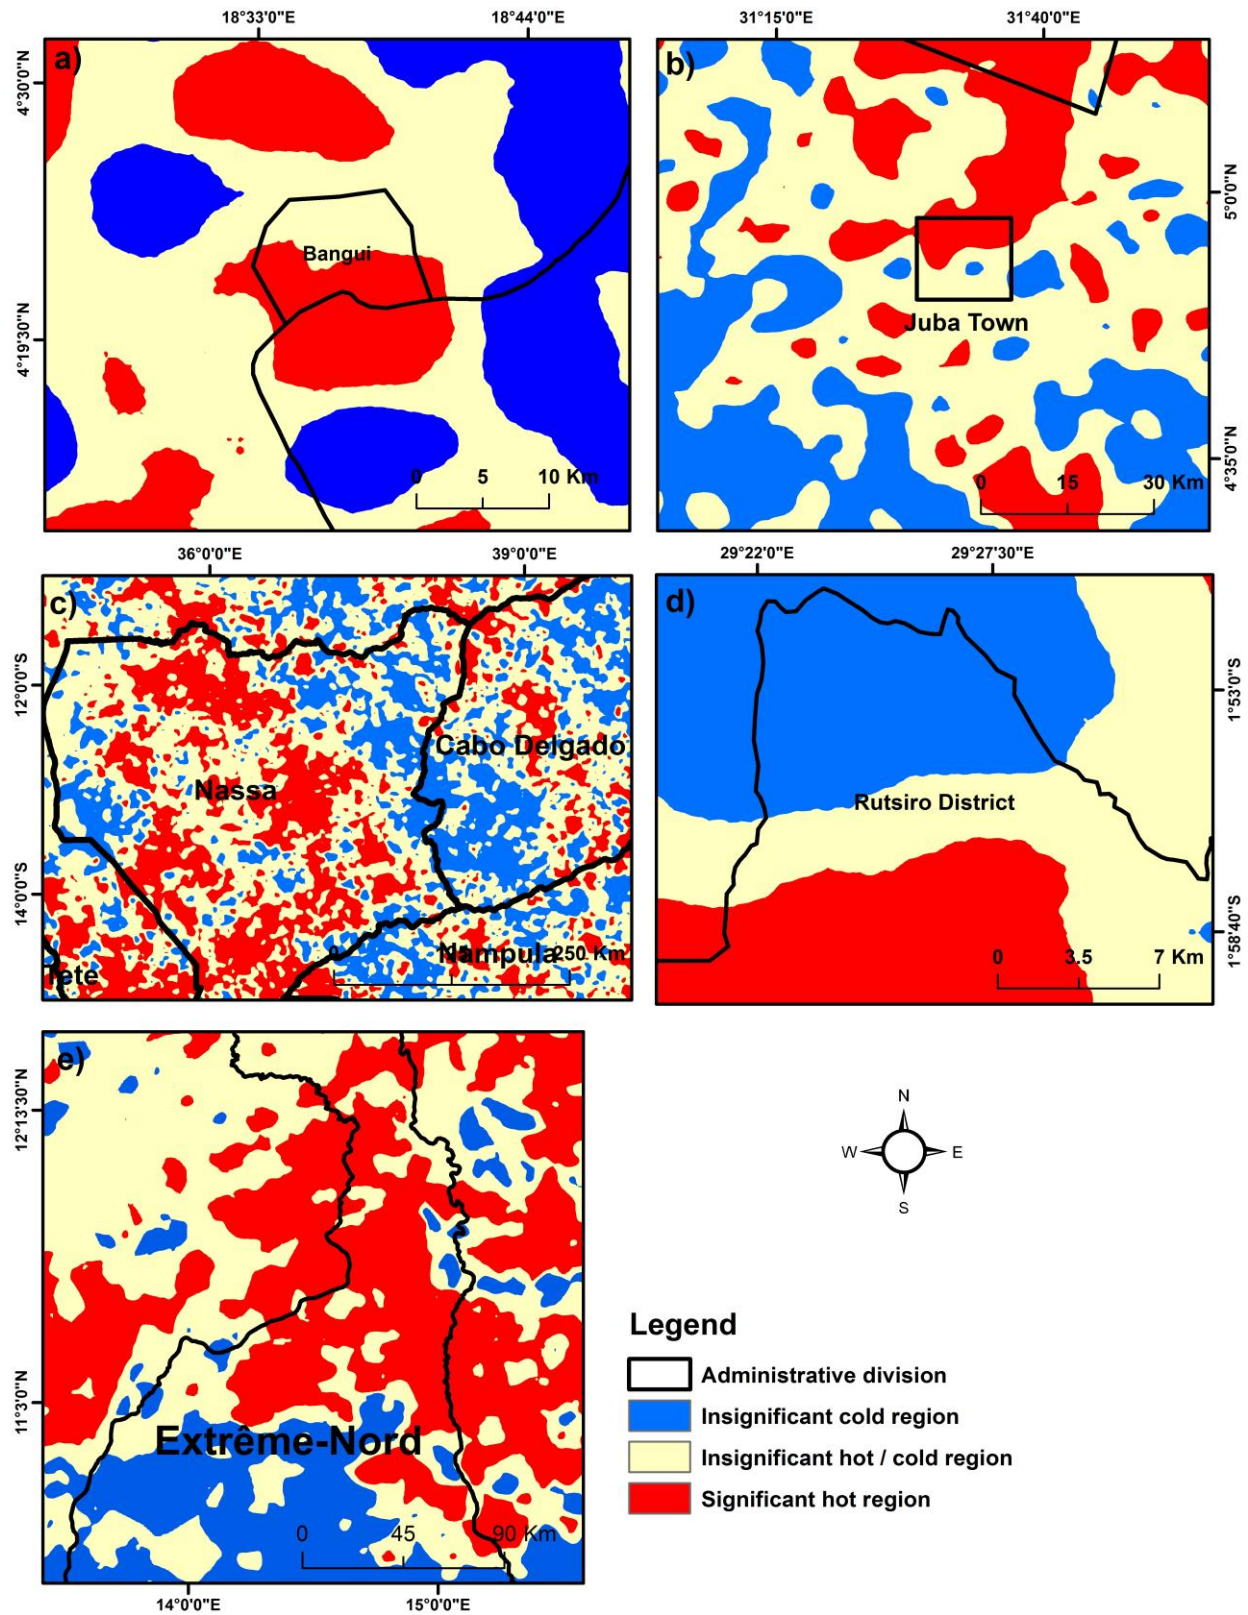 18°33'0"E
18°44'0"E
31°15'0"E
31°40'0"E
a)
b)
4°30'0"N
4°19'30"N
5°0'0"N
4°35'0"N
Bangui
Juba Town
0 5 10 Km
0 15 30 Km
36°0'0"E
39°0'0"E
29°22'0"E
29°27'30"E
c)
d)
12°0'0"S
14°0'0"S
1°53'0"S
1°58'40"S
Cabo Delgado
Nassa
Rutsiro District
Nampula
250 Km
Tete
0 3.5 7 Km
e)
12°13'30"N
11°3'0"N
N
W E
S
Extrême-Nord
0 45 90 Km
14°0'0"E
15°0'0"E
Legend
Administrative division
Insignificant cold region
Insignificant hot / cold region
Significant hot region